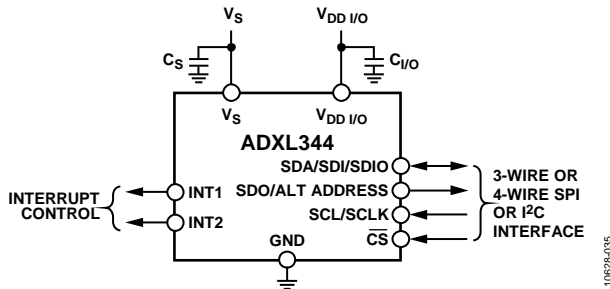 VS
VDD I/O
CS
CI/O
VS
VDD I/O
ADXL344
SDA/SDI/SDIO
SDO/ALT ADDRESS
SCL/SCLK
CS
INT1
INT2
GND
INTERRUPT
CONTROL
3-WIRE OR
4-WIRE SPI
OR I2C
INTERFACE
10628-035